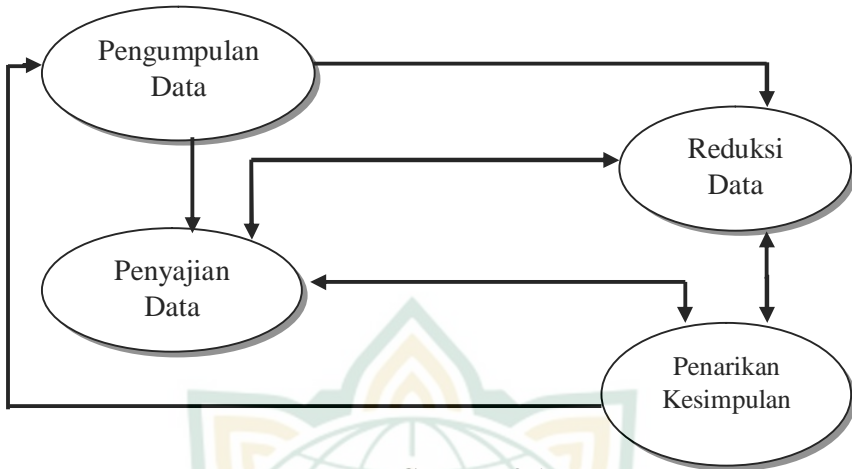 Pengumpulan
Data
Reduksi
Data
Penyajian
Data
Penarikan
Kesimpulan